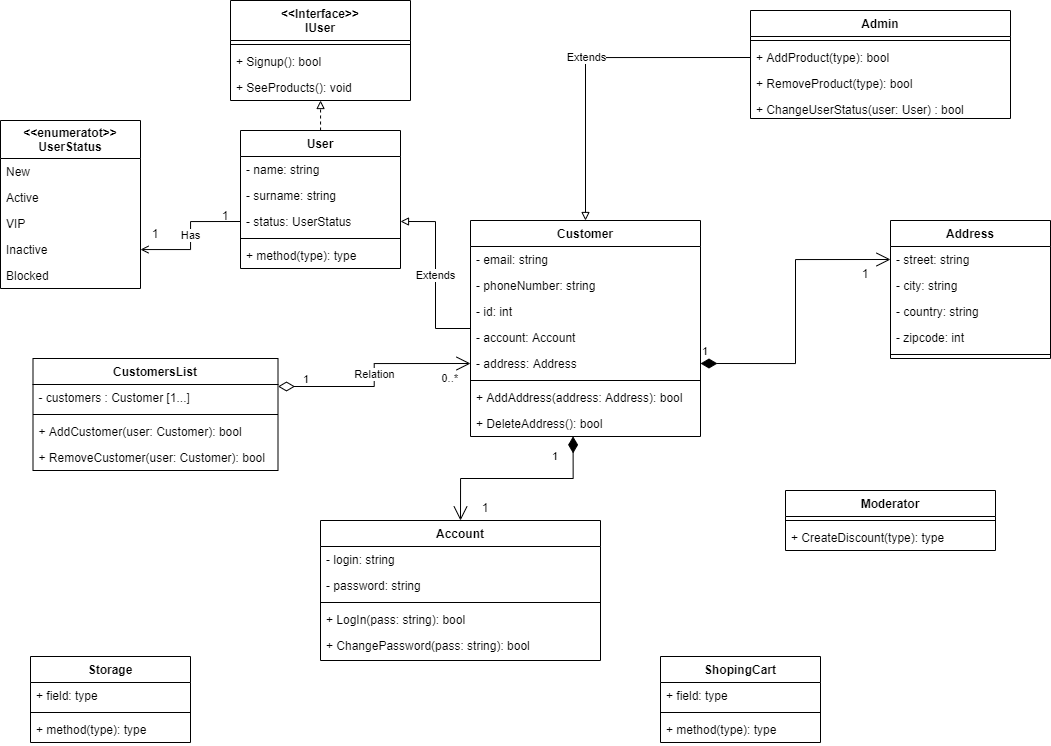 <<Interface>>
IUser
+ Signup(): bool
+ SeeProducts(): void
Admin
+ AddProduct(type): bool
+ RemoveProduct(type): bool
+ ChangeUserStatus(user: User) : bool
Extends
<<enumeratot>>
UserStatus
New
Active
VIP
Inactive
Blocked
1
Has
1
User
- name: string
- surname: string
- status: UserStatus
+ method(type): type
Extends
Customer
- email: string
- phoneNumber: string
- id: int
- account: Account
- address: Address
+ AddAddress(address: Address): bool
+ DeleteAddress(): bool
1
1
Address
- street: string
- city: string
- country: string
- zipcode: int
CustomersList
- customers : Customer [1...]
+ AddCustomer(user: Customer): bool
+ RemoveCustomer(user: Customer): bool
1
Relation
0..*
1
1
Account
- login: string
- password: string
+ LogIn(pass: string): bool
+ ChangePassword(pass: string): bool
Moderator
+ CreateDiscount(type): type
Storage
+ field: type
+ method(type): type
ShopingCart
+ field: type
+ method(type): type